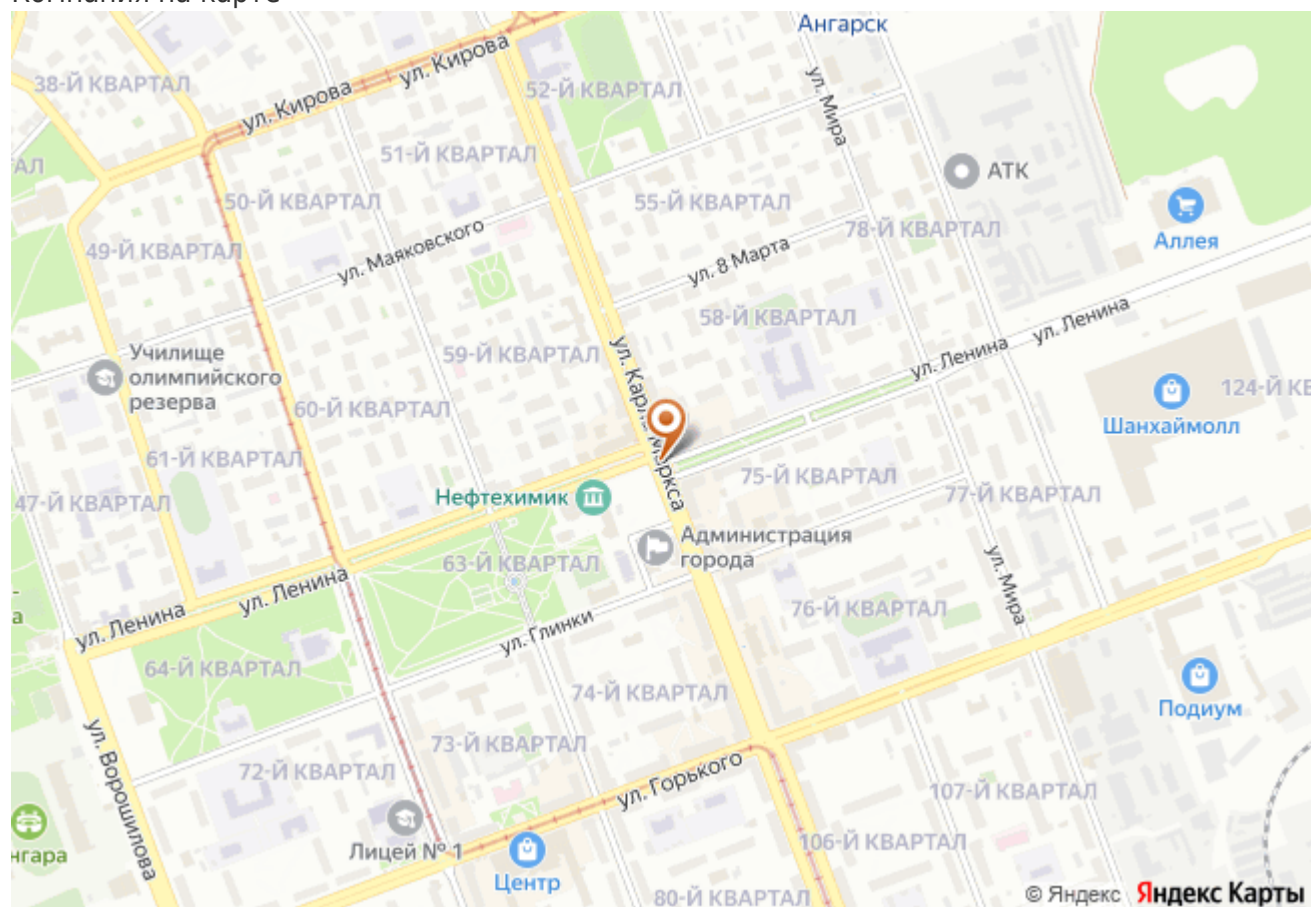 Компания на карте
Ангарск
ул. Кирова
38-Й КВАРТАЛ
ул. Кирова
52-Й КВАРТАЛ
ул. Мира
51-Й КВАРТАЛ
АТК
50-Й КВАРТАЛ
55-Й КВАРТАЛ
78-Й КВАРТАЛ
Аллея
49-Й КВАРТАЛ
ул. Маяковского
ул. 8 Марта
58-Й КВАРТАЛ
ул. Ленина
ул. Ленина
59-Й КВАРТАЛ
Училище
олимпийского
резерва
ул. Карла Маркса
60-Й КВАРТАЛ
Шанхаймолл
61-Й КВАРТАЛ
75-Й КВАРТАЛ
77-Й КВАРТАЛ
47-Й КВАРТАЛ
Нефтехимик
Администрация
города
63-Й КВАРТАЛ
ул. Мира
ул. Ленина
ул. Ленина
76-Й КВАРТАЛ
ул. Глинки
64-Й КВАРТАЛ
74-Й КВАРТАЛ
Подиум
73-Й КВАРТАЛ
ул. Ворошилова
72-Й КВАРТАЛ
ул. Горького
107-Й КВАРТАЛ
Лицей № 1
106-Й КВАРТАЛ
Центр
80-Й КВАРТАЛ
© Яндекс Яндекс Карты